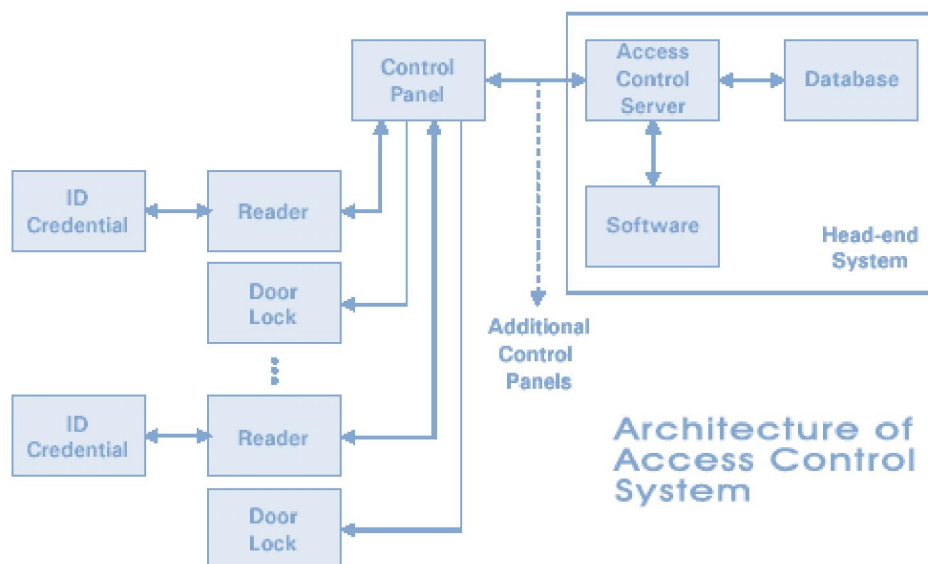 Control
Panel
Access
Control
Server
Database
ID
Credential
Reader
Software
Head-end
System
Door
Lock
Additional
Control
Panels
ID
Credential
Reader
Architecture of
Access Control
System
Door
Lock